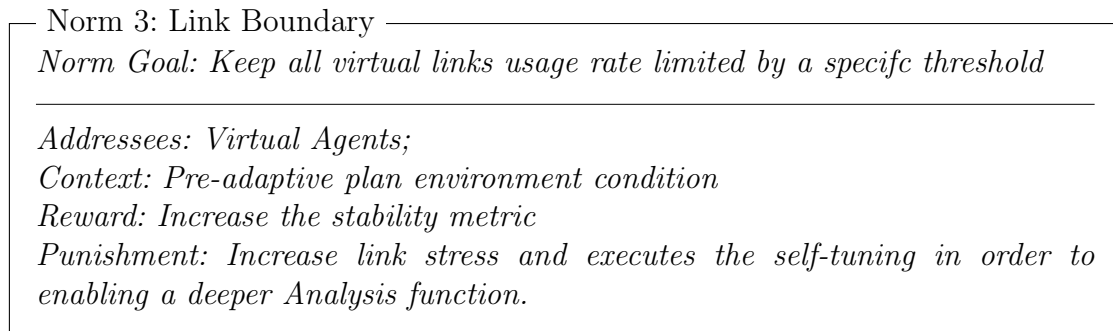 Norm 3: Link Boundary
Norm Goal: Keep all virtual links usage rate limited by a specifc threshold
Addressees: Virtual Agents;
Context: Pre-adaptive plan environment condition
Reward: Increase the stability metric
Punishment: Increase link stress and executes the self-tuning in order to
enabling a deeper Analysis function.